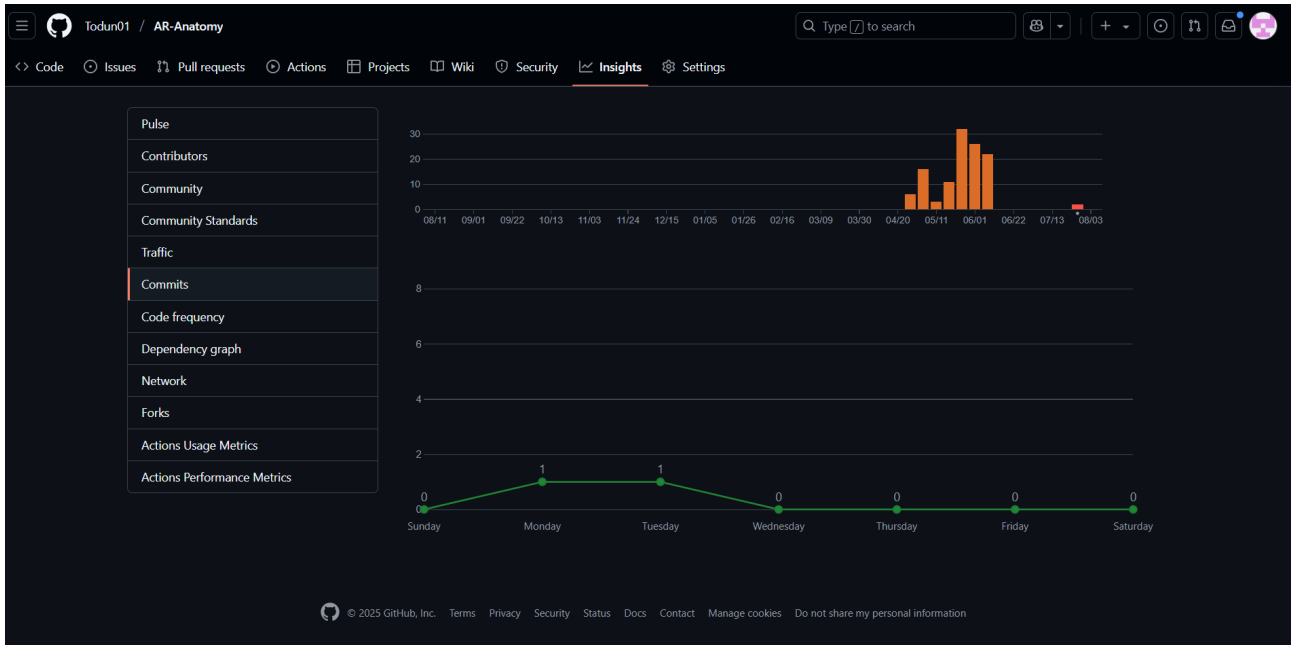 Todun01 / AR-Anatomy
Type / to search
Code Issues Pull requests Actions Projects Wiki Security Insights Settings
Pulse
Contributors
Community
Community Standards
Traffic
Commits
Code frequency
Dependency graph
Network
Forks
Actions Usage Metrics
Actions Performance Metrics
30
20
10
0
08/11 09/01 09/22 10/13 11/03 11/24 12/15 01/05 01/26 02/16 03/09 03/30 04/20 05/11 06/01 06/22 07/13 08/03
8
6
4
2
0
0 1 1 0 0 0 0
Sunday Monday Tuesday Wednesday Thursday Friday Saturday
© 2025 GitHub, Inc. Terms Privacy Security Status Docs Contact Manage cookies Do not share my personal information